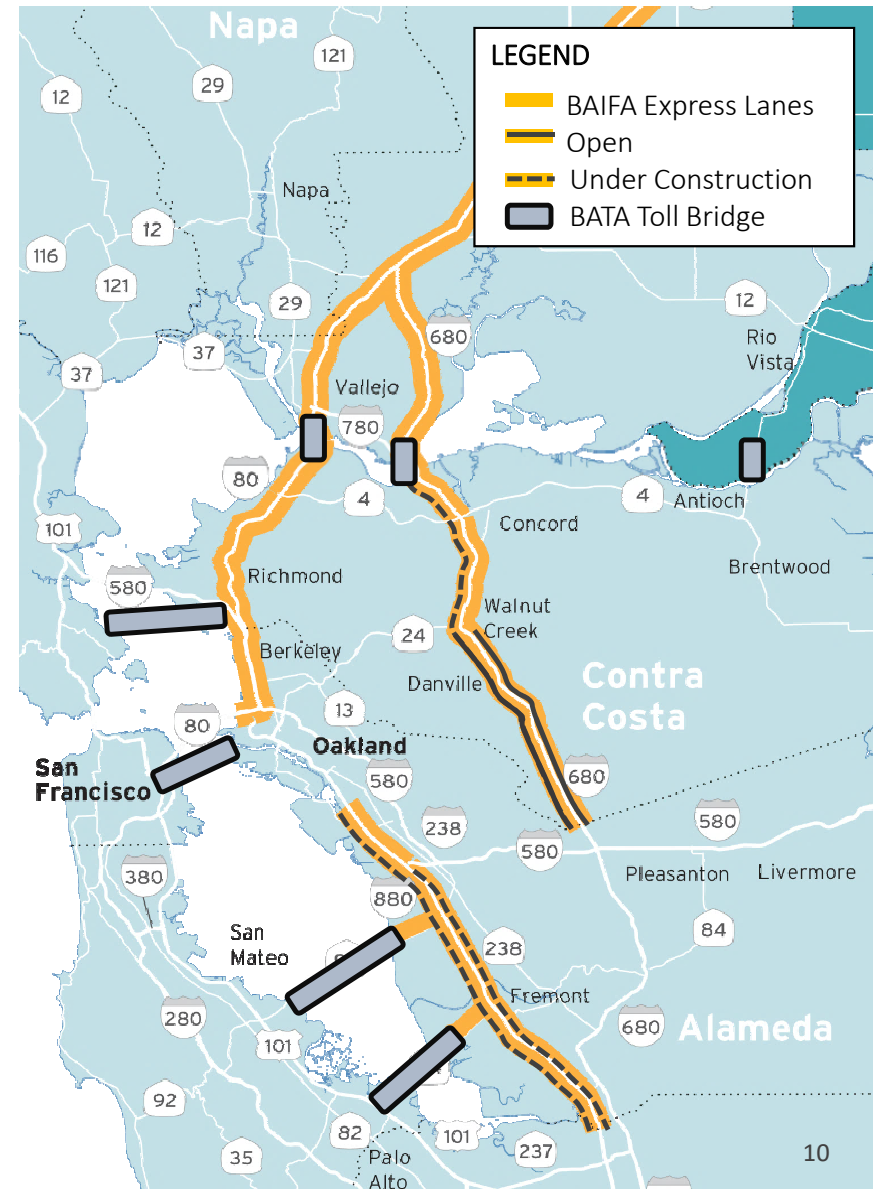 Napa
LEGEND
BAIFA Express Lanes
Open
Under Construction
BATA Toll Bridge
121
29
12
Napa
12
116
121
29
12
680
Rio
Vista
37
37
Vallejo
780
80
4
4
Antioch
101
Concord
Brentwood
580
Richmond
Walnut
Creek
24
Berkeley
Danville
Contra
Costa
13
80
Oakland
San
Francisco
580
680
238
580
580
380
Pleasanton
Livermore
880
84
San
Mateo
238
Fremont
280
680
Alameda
101
92
82
101
237
35
Palo
Alto
10